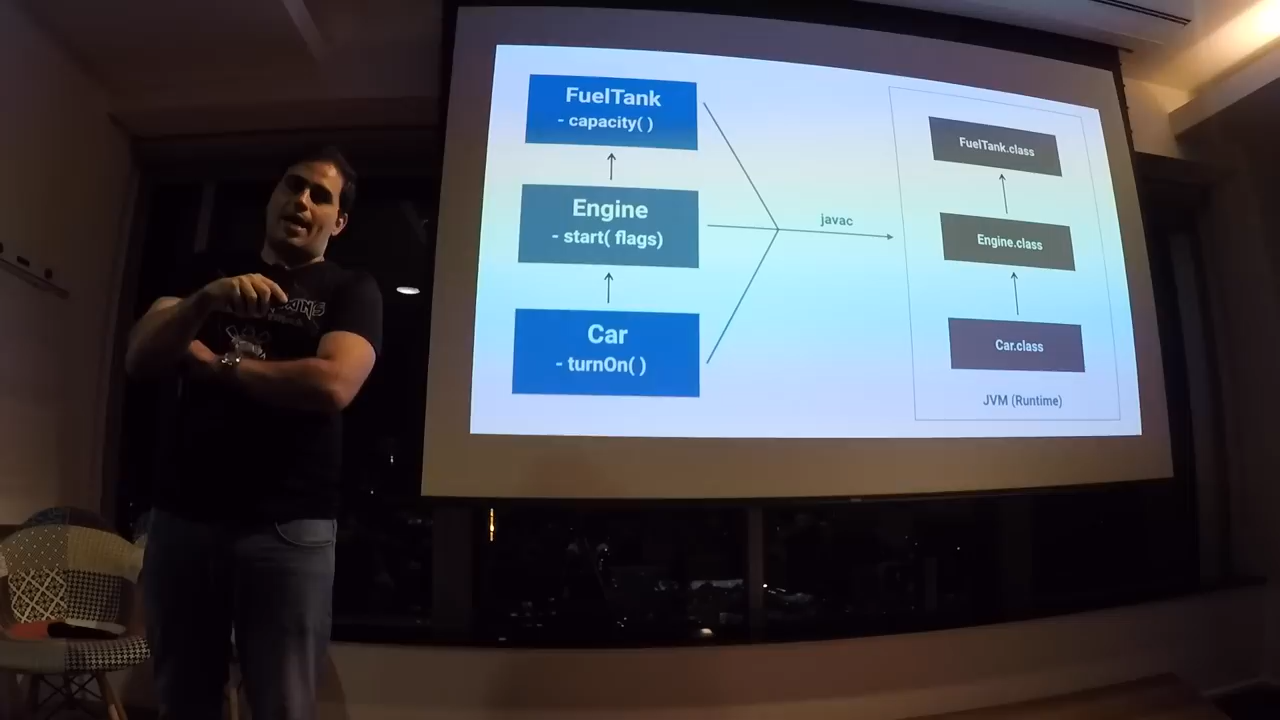 FuelTank
- capacity( )
Engine
- start( flags)
Car
- turnOn( )
javac
FuelTank.class
Engine.class
Car.class
JVM (Runtime)